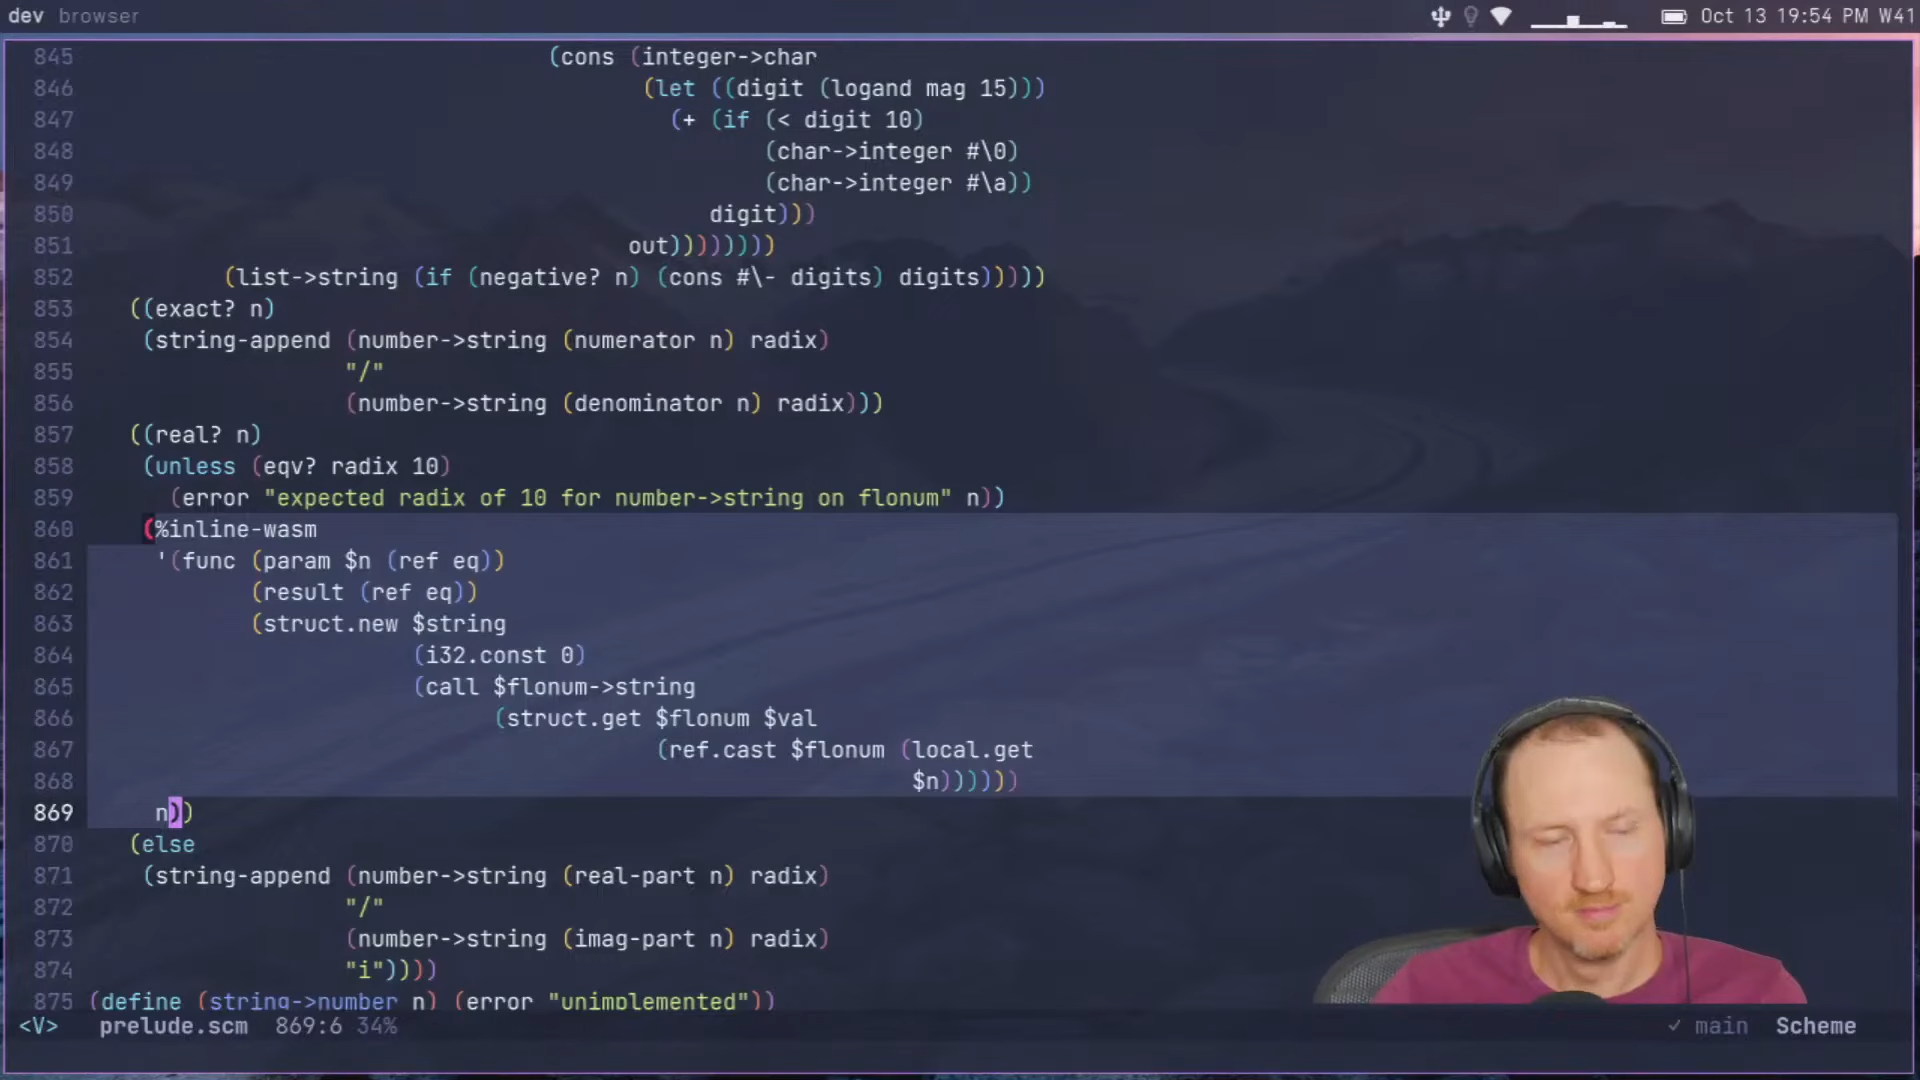 dev browser
Oct 13 19:54 PM W41
845 (cons (integer->char
846 (let ((digit (logand mag 15)))
847 (+ (if (< digit 10)
848 (char->integer #\0)
849 (char->integer #\a))
850 digit)))
851 out))))))))
852 (list->string (if (negative? n) (cons #\- digits) digits)))))
853 ((exact? n)
854 (string-append (number->string (numerator n) radix)
855 "/"
856 (number->string (denominator n) radix)))
857 ((real? n)
858 (unless (eqv? radix 10)
859 (error "expected radix of 10 for number->string on flonum" n))
860 (%inline-wasm
861 '(func (param $n (ref eq))
862 (result (ref eq))
863 (struct.new $string
864 (i32.const 0)
865 (call $flonum->string
866 (struct.get $flonum $val
867 (ref.cast $flonum (local.get
868 $n))))))
869 n))
870 (else
871 (string-append (number->string (real-part n) radix)
872 "/"
873 (number->string (imag-part n) radix)
874 "i"))))
875 (define (string->number n) (error "unimplemented"))
<V> prelude.scm 869:6 34% ✓ main Scheme